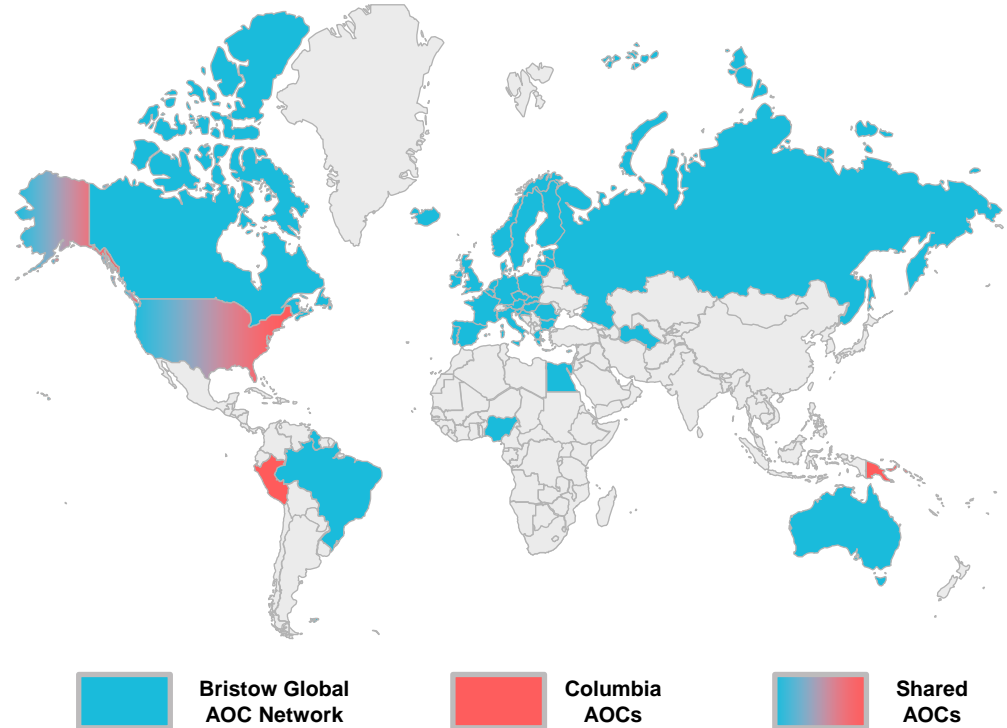 Bristow Global
AOC Network
Columbia
AOCs
Shared
AOCs